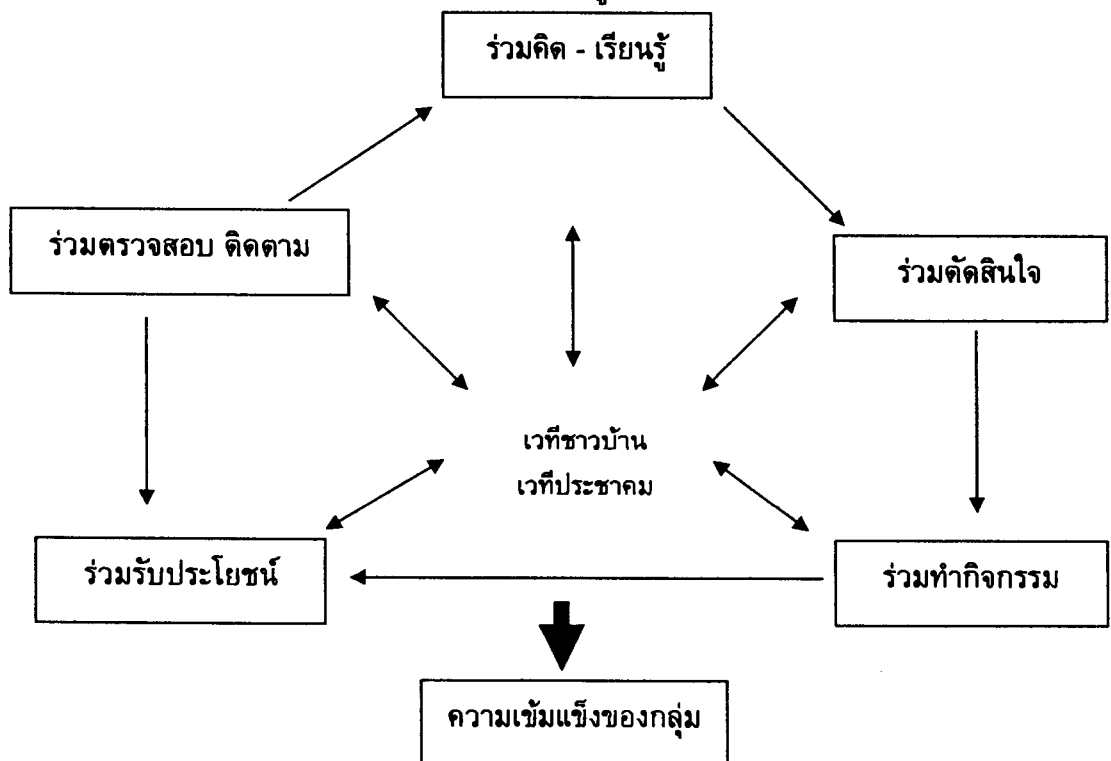 ร่วมคิด - เรียนรู้
ร่วมตรวจสอบ ติดตาม
ร่วมตัดสินใจ
เวทีชาวบ้าน
เวทีประชาคม
ร่วมรับประโยชน์
ร่วมทำกิจกรรม
ความเข้มแข็งของกลุ่ม